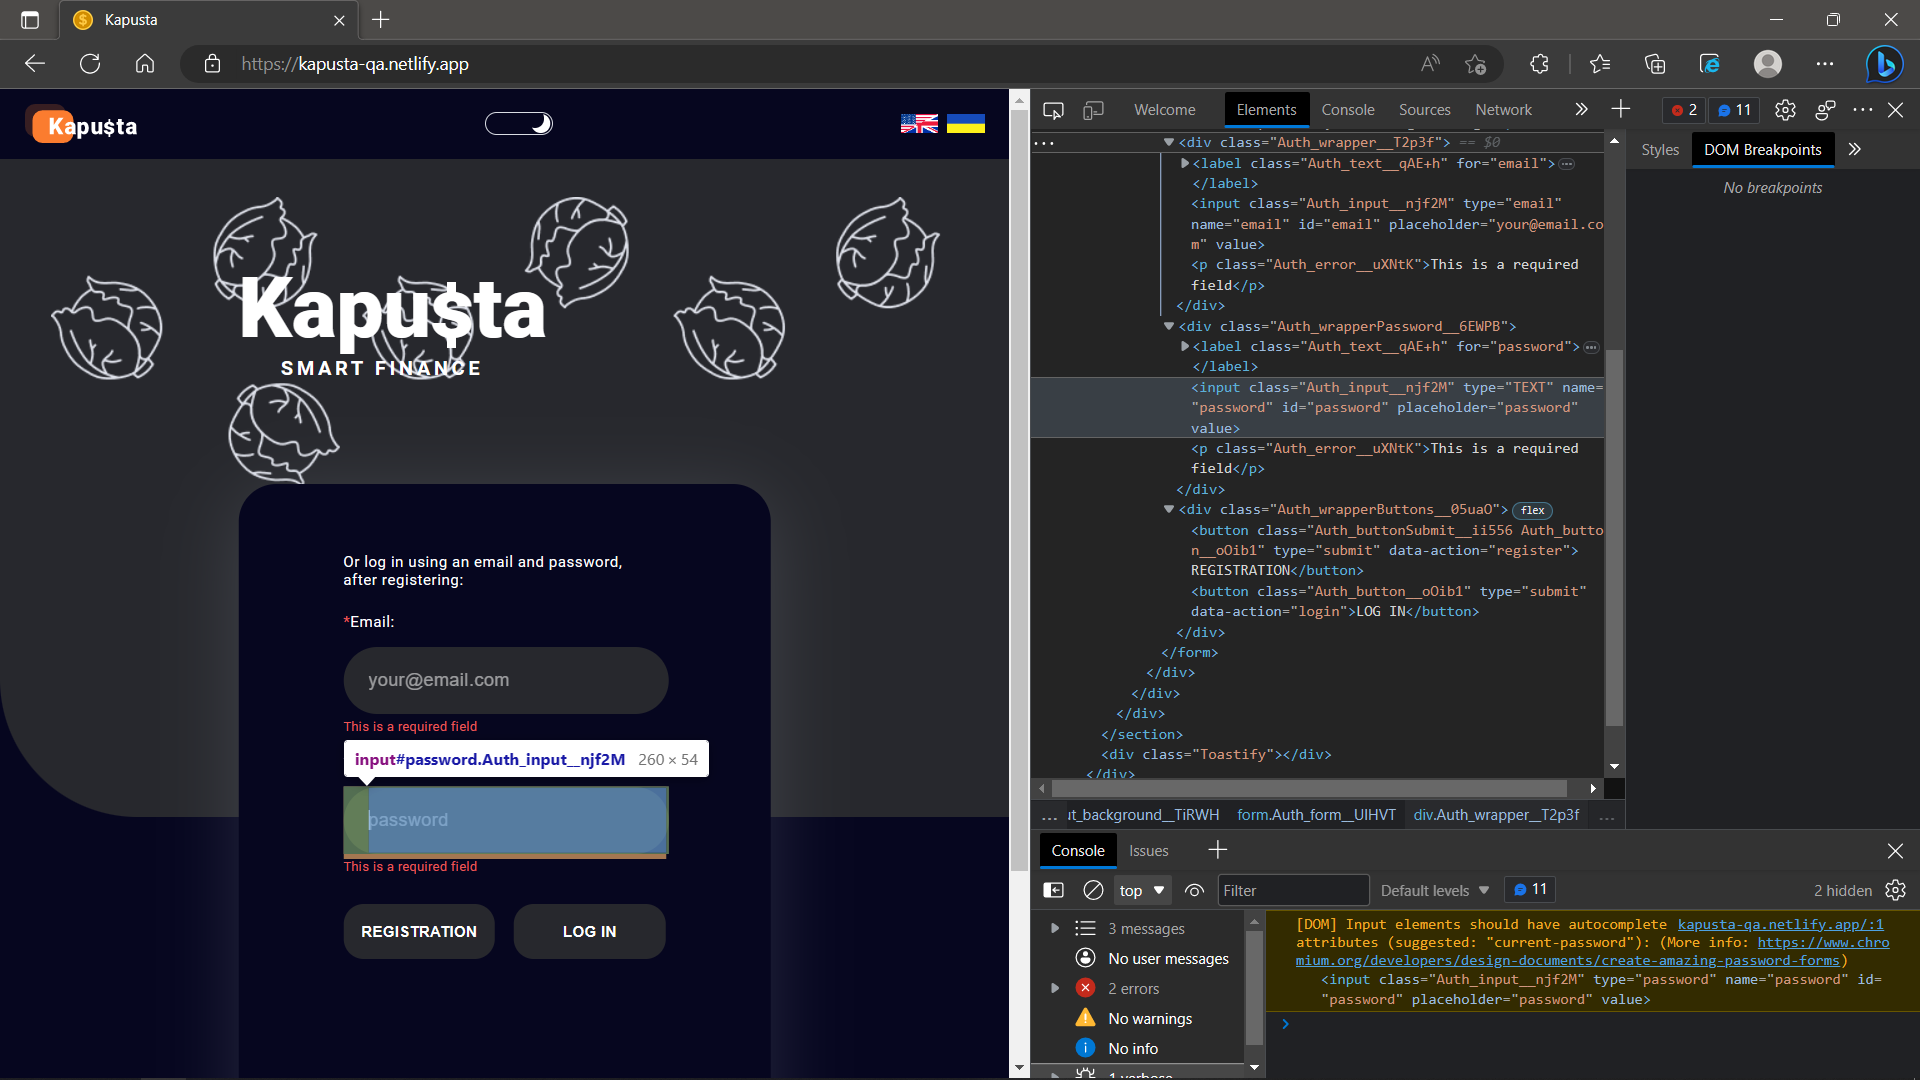 Kapusta
https://kapusta-qa.netlify.app
Kapu$ta
Kapu$ta
SMART FINANCE
Or log in using an email and password,
after registering:
*Email:
your@email.com
This is a required field
input#password.Auth_input__njf2M 260 × 54
password
This is a required field
REGISTRATION
LOG IN
Welcome
Elements
Console
Sources
Network
2
11
<div class="Auth_wrapper__T2p3f"> == $0
<label class="Auth_text__qAE+h" for="email">
</label>
<input class="Auth_input__njf2M" type="email"
name="email" id="email" placeholder="your@email.co
m" value>
<p class="Auth_error__uXNtK">This is a required
field</p>
</div>
<div class="Auth_wrapperPassword__6EWPB">
<label class="Auth_text__qAE+h" for="password">
</label>
<input class="Auth_input__njf2M" type="TEXT" name=
"password" id="password" placeholder="password"
value>
<p class="Auth_error__uXNtK">This is a required
field</p>
</div>
<div class="Auth_wrapperButtons__05uaO"> flex
<button class="Auth_buttonSubmit__ii556 Auth_butto
n__oOib1" type="submit" data-action="register">
REGISTRATION</button>
<button class="Auth_button__oOib1" type="submit"
data-action="login">LOG IN</button>
</div>
</form>
</div>
</div>
</div>
</section>
<div class="Toastify"></div>
</div>
... ut_background__TiRWH form.Auth_form__UIHVT div.Auth_wrapper__T2p3f ...
Styles
DOM Breakpoints
No breakpoints
Console
Issues
top
Filter
Default levels
11
2 hidden
3 messages
No user messages
2 errors
No warnings
No info
1 verbose
[DOM] Input elements should have autocomplete kapusta-qa.netlify.app/:1
attributes (suggested: "current-password"): (More info: https://www.chro
mium.org/developers/design-documents/create-amazing-password-forms)
<input class="Auth_input__njf2M" type="password" name="password" id=
"password" placeholder="password" value>